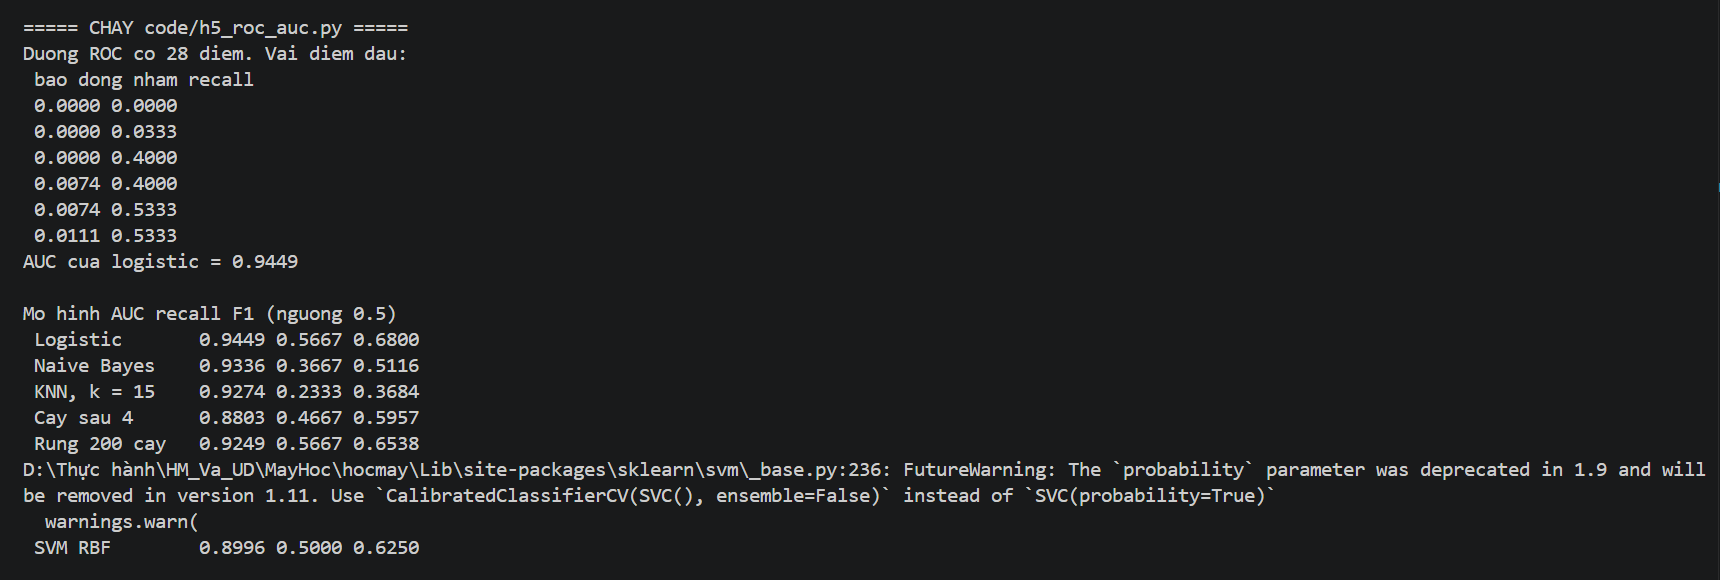 ===== CHAY code/h5_roc_auc.py =====
Duong ROC co 28 diem. Vai diem dau:
 bao dong nham recall
 0.0000 0.0000
 0.0000 0.0333
 0.0000 0.4000
 0.0074 0.4000
 0.0074 0.5333
 0.0111 0.5333
AUC cua logistic = 0.9449

Mo hinh AUC recall F1 (nguong 0.5)
 Logistic       0.9449 0.5667 0.6800
 Naive Bayes    0.9336 0.3667 0.5116
 KNN, k = 15    0.9274 0.2333 0.3684
 Cay sau 4      0.8803 0.4667 0.5957
 Rung 200 cay   0.9249 0.5667 0.6538
D:\Thực hành\HM_Va_UD\MayHoc\hocmay\Lib\site-packages\sklearn\svm\_base.py:236: FutureWarning: The `probability` parameter was deprecated in 1.9 and will
be removed in version 1.11. Use `CalibratedClassifierCV(SVC(), ensemble=False)` instead of `SVC(probability=True)`
  warnings.warn(
 SVM RBF        0.8996 0.5000 0.6250